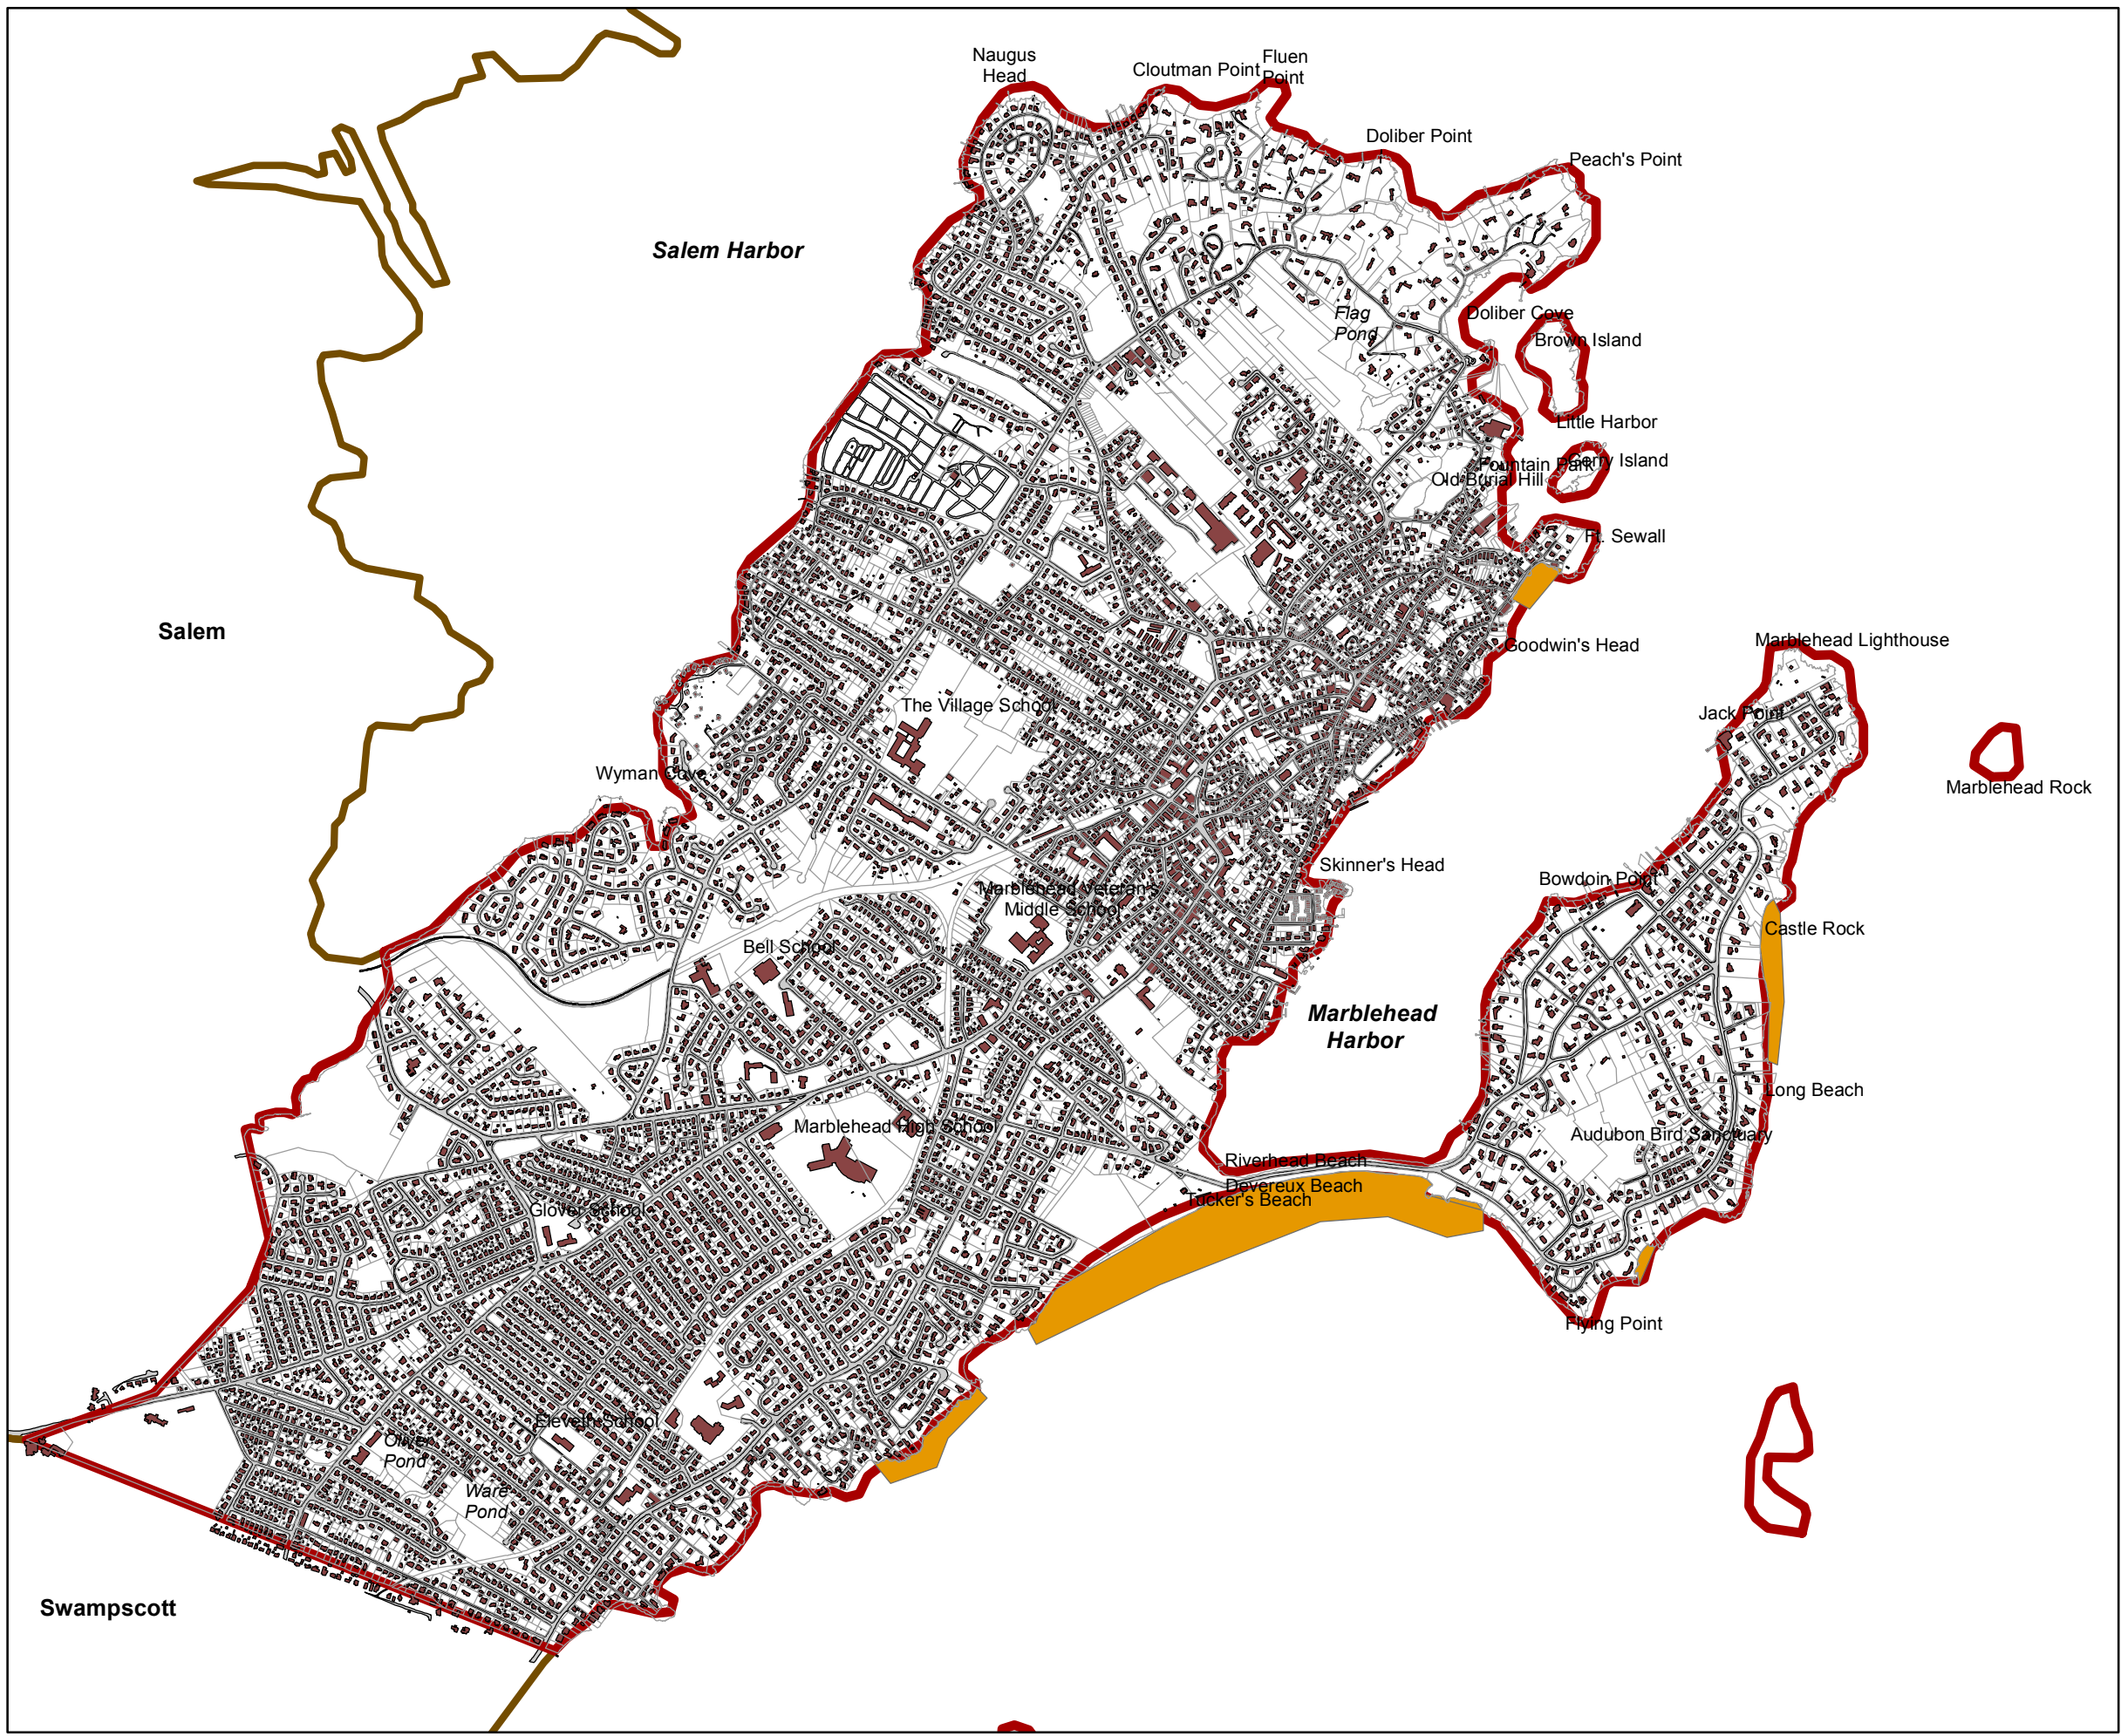 Naugus
Head
Cloutman Point
Fluen
Point
Doliber Point
Peach's Point
Salem Harbor
Flag
Pond
Doliber Cove
Brown Island
Little Harbor
Fountain Park
Gerry Island
Old Burial Hill
Ft. Sewall
Salem
Goodwin's Head
Marblehead Lighthouse
The Village School
Jack Point
Wyman Cove
Marblehead Rock
Skinner's Head
Bowdoin Point
Marblehead Veteran's
Middle School
Castle Rock
Bell School
Marblehead
Harbor
Long Beach
Marblehead High School
Audubon Bird Sanctuary
Riverhead Beach
Devereux Beach
Tucker's Beach
Glover School
Flying Point
Eleveth School
Oliver
Pond
Ware
Pond
Swampscott